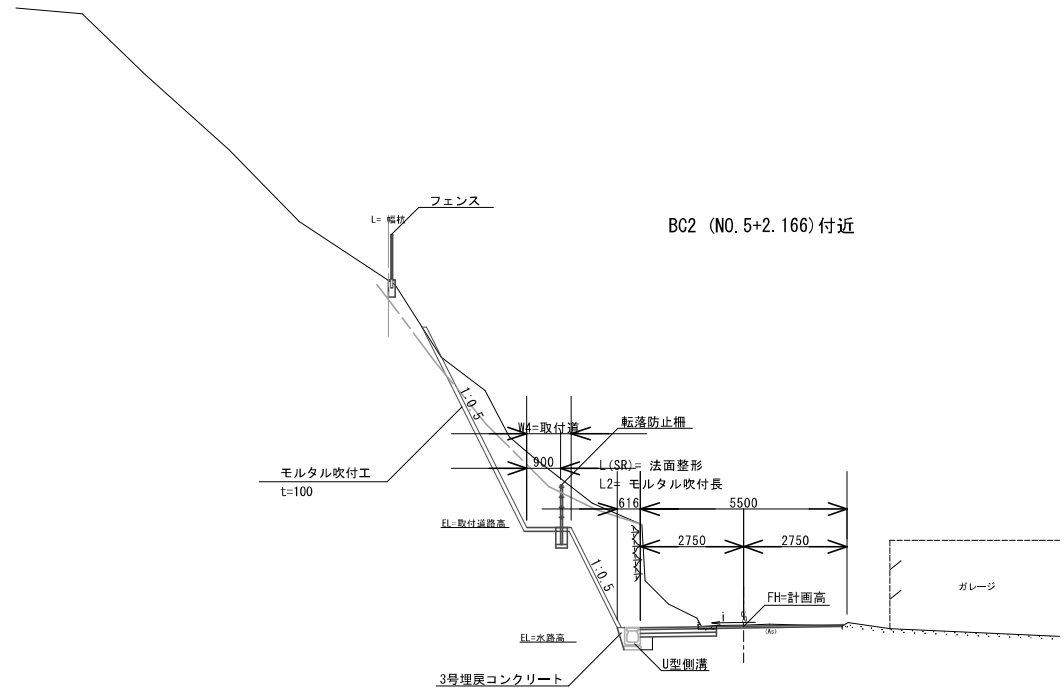 フェンス
L= 幅杭
BC2 (NO.5+2.166)付近
1:0.5
W4=取付道
転落防止柵
900
L(SR)= 法面整形
L2= モルタル吹付長
モルタル吹付工
t=100
616
5500
EL=取付道路高
2750
2750
1:0.5
ガレージ
FH=計画高
i
(As)
EL=水路高
U型側溝
3号埋戻コンクリート